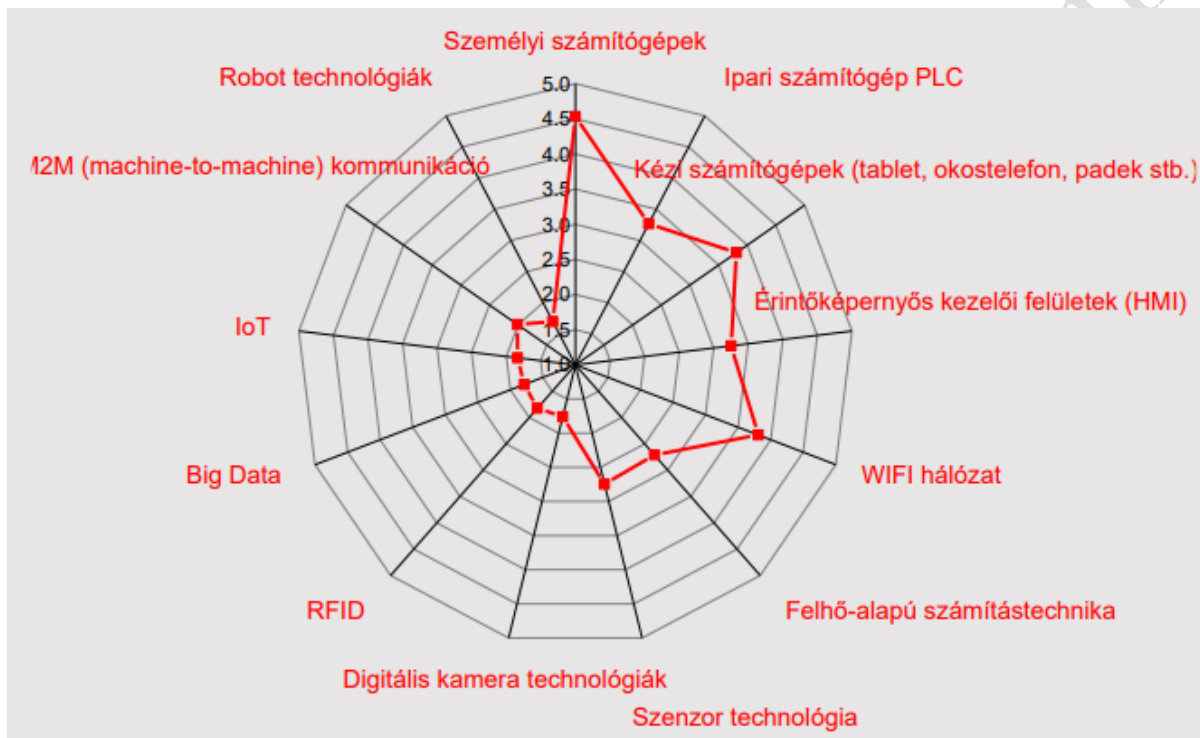 Személyi számítógépek
Robot technológiák
Ipari számítógép PLC
5.0
4.5
4.0
M2M (machine-to-machine) kommunikáció
Kézi számítógépek (tablet, okostelefon, padek stb.)
3.5
3.0
2.5
2.0
Érintőképernyős kezelői felületek (HMI)
IoT
1.5
1.0
Big Data
WIFI hálózat
RFID
Felhő-alapú számítástechnika
Digitális kamera technológiák
Szenzor technológia